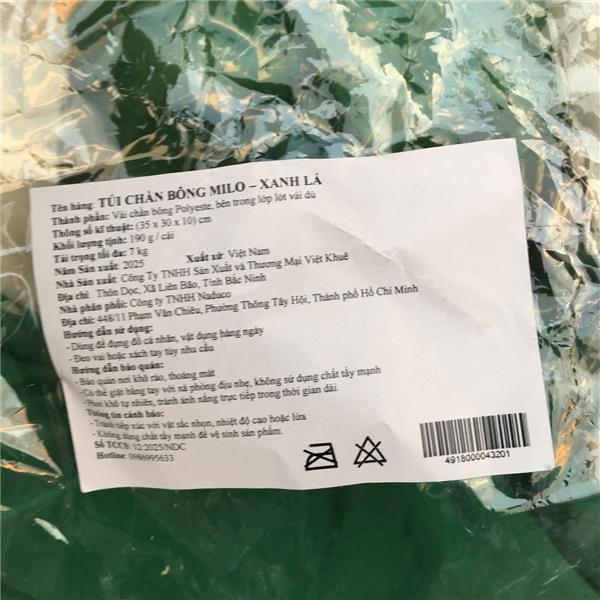 Tên hàng: TÚI CHẦN BÔNG MILO – XANH LÁ
Thành phần: Vải chần bông Polyeste, bên trong lớp lót vải dù
Thông số kĩ thuật: (35 x 30 x 10) cm
Khối lượng tịnh: 190 g / cái
Tải trọng tối đa: 7 kg
Năm Sản xuất: 2025 Xuất xứ: Việt Nam
Nhà Sản xuất: Công Ty TNHH Sản Xuất và Thương Mại Việt Khuê
Địa chỉ: Thôn Dọc, Xã Liên Bão, Tỉnh Bắc Ninh
Nhà phân phối: Công ty TNHH Naduco
Địa chỉ: 448/11 Phạm Văn Chiêu, Phường Thông Tây Hội, Thành phố Hồ Chí Minh
Hướng dẫn sử dụng:
- Dùng để đựng đồ cá nhân, vật dụng hàng ngày
- Đeo vai hoặc xách tay tùy nhu cầu
Hướng dẫn bảo quản:
- Bảo quản nơi khô ráo, thoáng mát
- Có thể giặt bằng tay với xà phòng dịu nhẹ, không sử dụng chất tẩy mạnh
- Phơi khô tự nhiên, tránh ánh nắng trực tiếp trong thời gian dài.
Thông tin cảnh báo:
- Tránh tiếp xúc với vật sắc nhọn, nhiệt độ cao hoặc lửa
- Không dùng chất tẩy mạnh để vệ sinh sản phẩm.
Số TCCS: 12:2025/NDC
Hotline: 0986995633
4918000043201